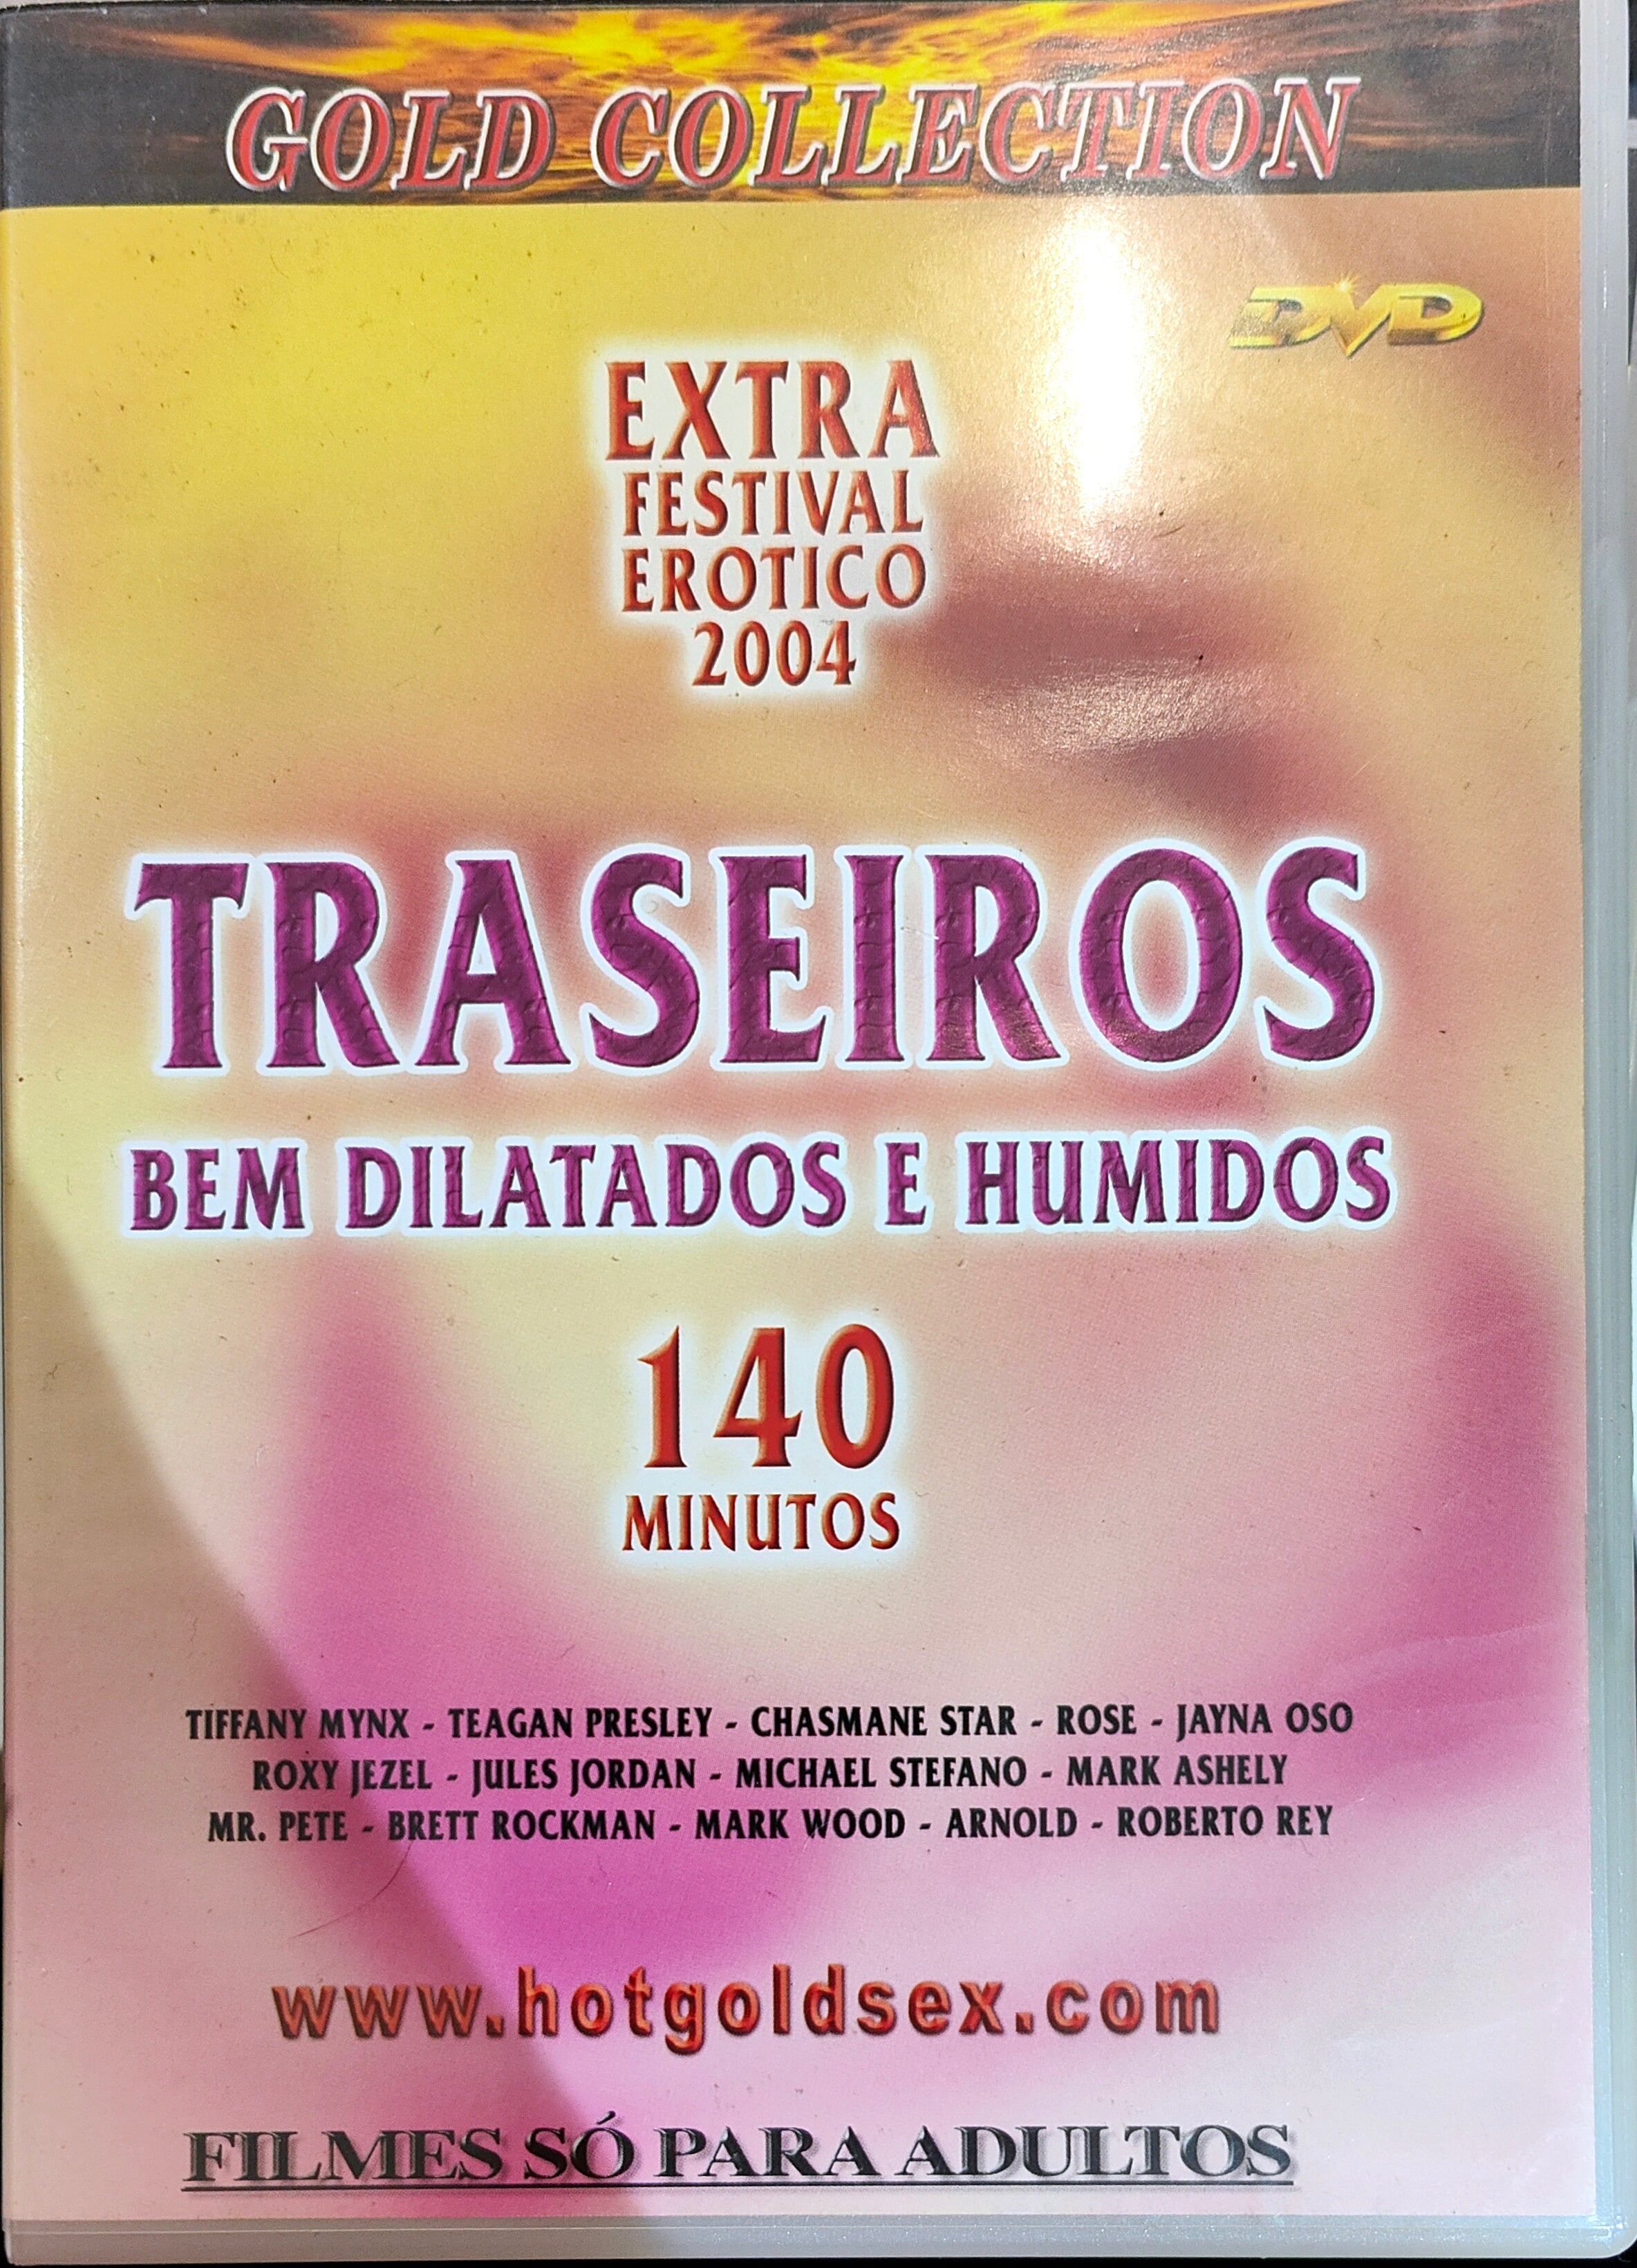 GOLD COLLECTION
DVD
EXTRA
FESTIVAL
EROTICO
2004
TRASEIROS
BEM DILATADOS E HUMIDOS
140
MINUTOS
TIFFANY MYNX - TEAGAN PRESLEY - CHASMANE STAR - ROSE - JAYNA OSO
ROXY JEZEL - JULES JORDAN - MICHAEL STEFANO - MARK ASHELY
MR. PETE - BRETT ROCKMAN - MARK WOOD - ARNOLD - ROBERTO REY
www.hotgoldsex.com
FILMES SÓ PARA ADULTOS